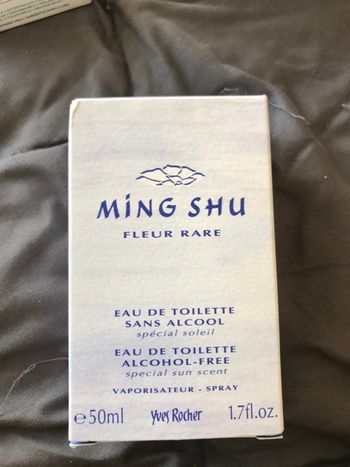 MiNG SHU
FLEUR RARE
EAU DE TOILETTE
SANS ALCOOL
spécial soleil
EAU DE TOILETTE
ALCOHOL-FREE
special sun scent
VAPORISATEUR - SPRAY
e50ml Yves Rocher 1.7fl.oz.